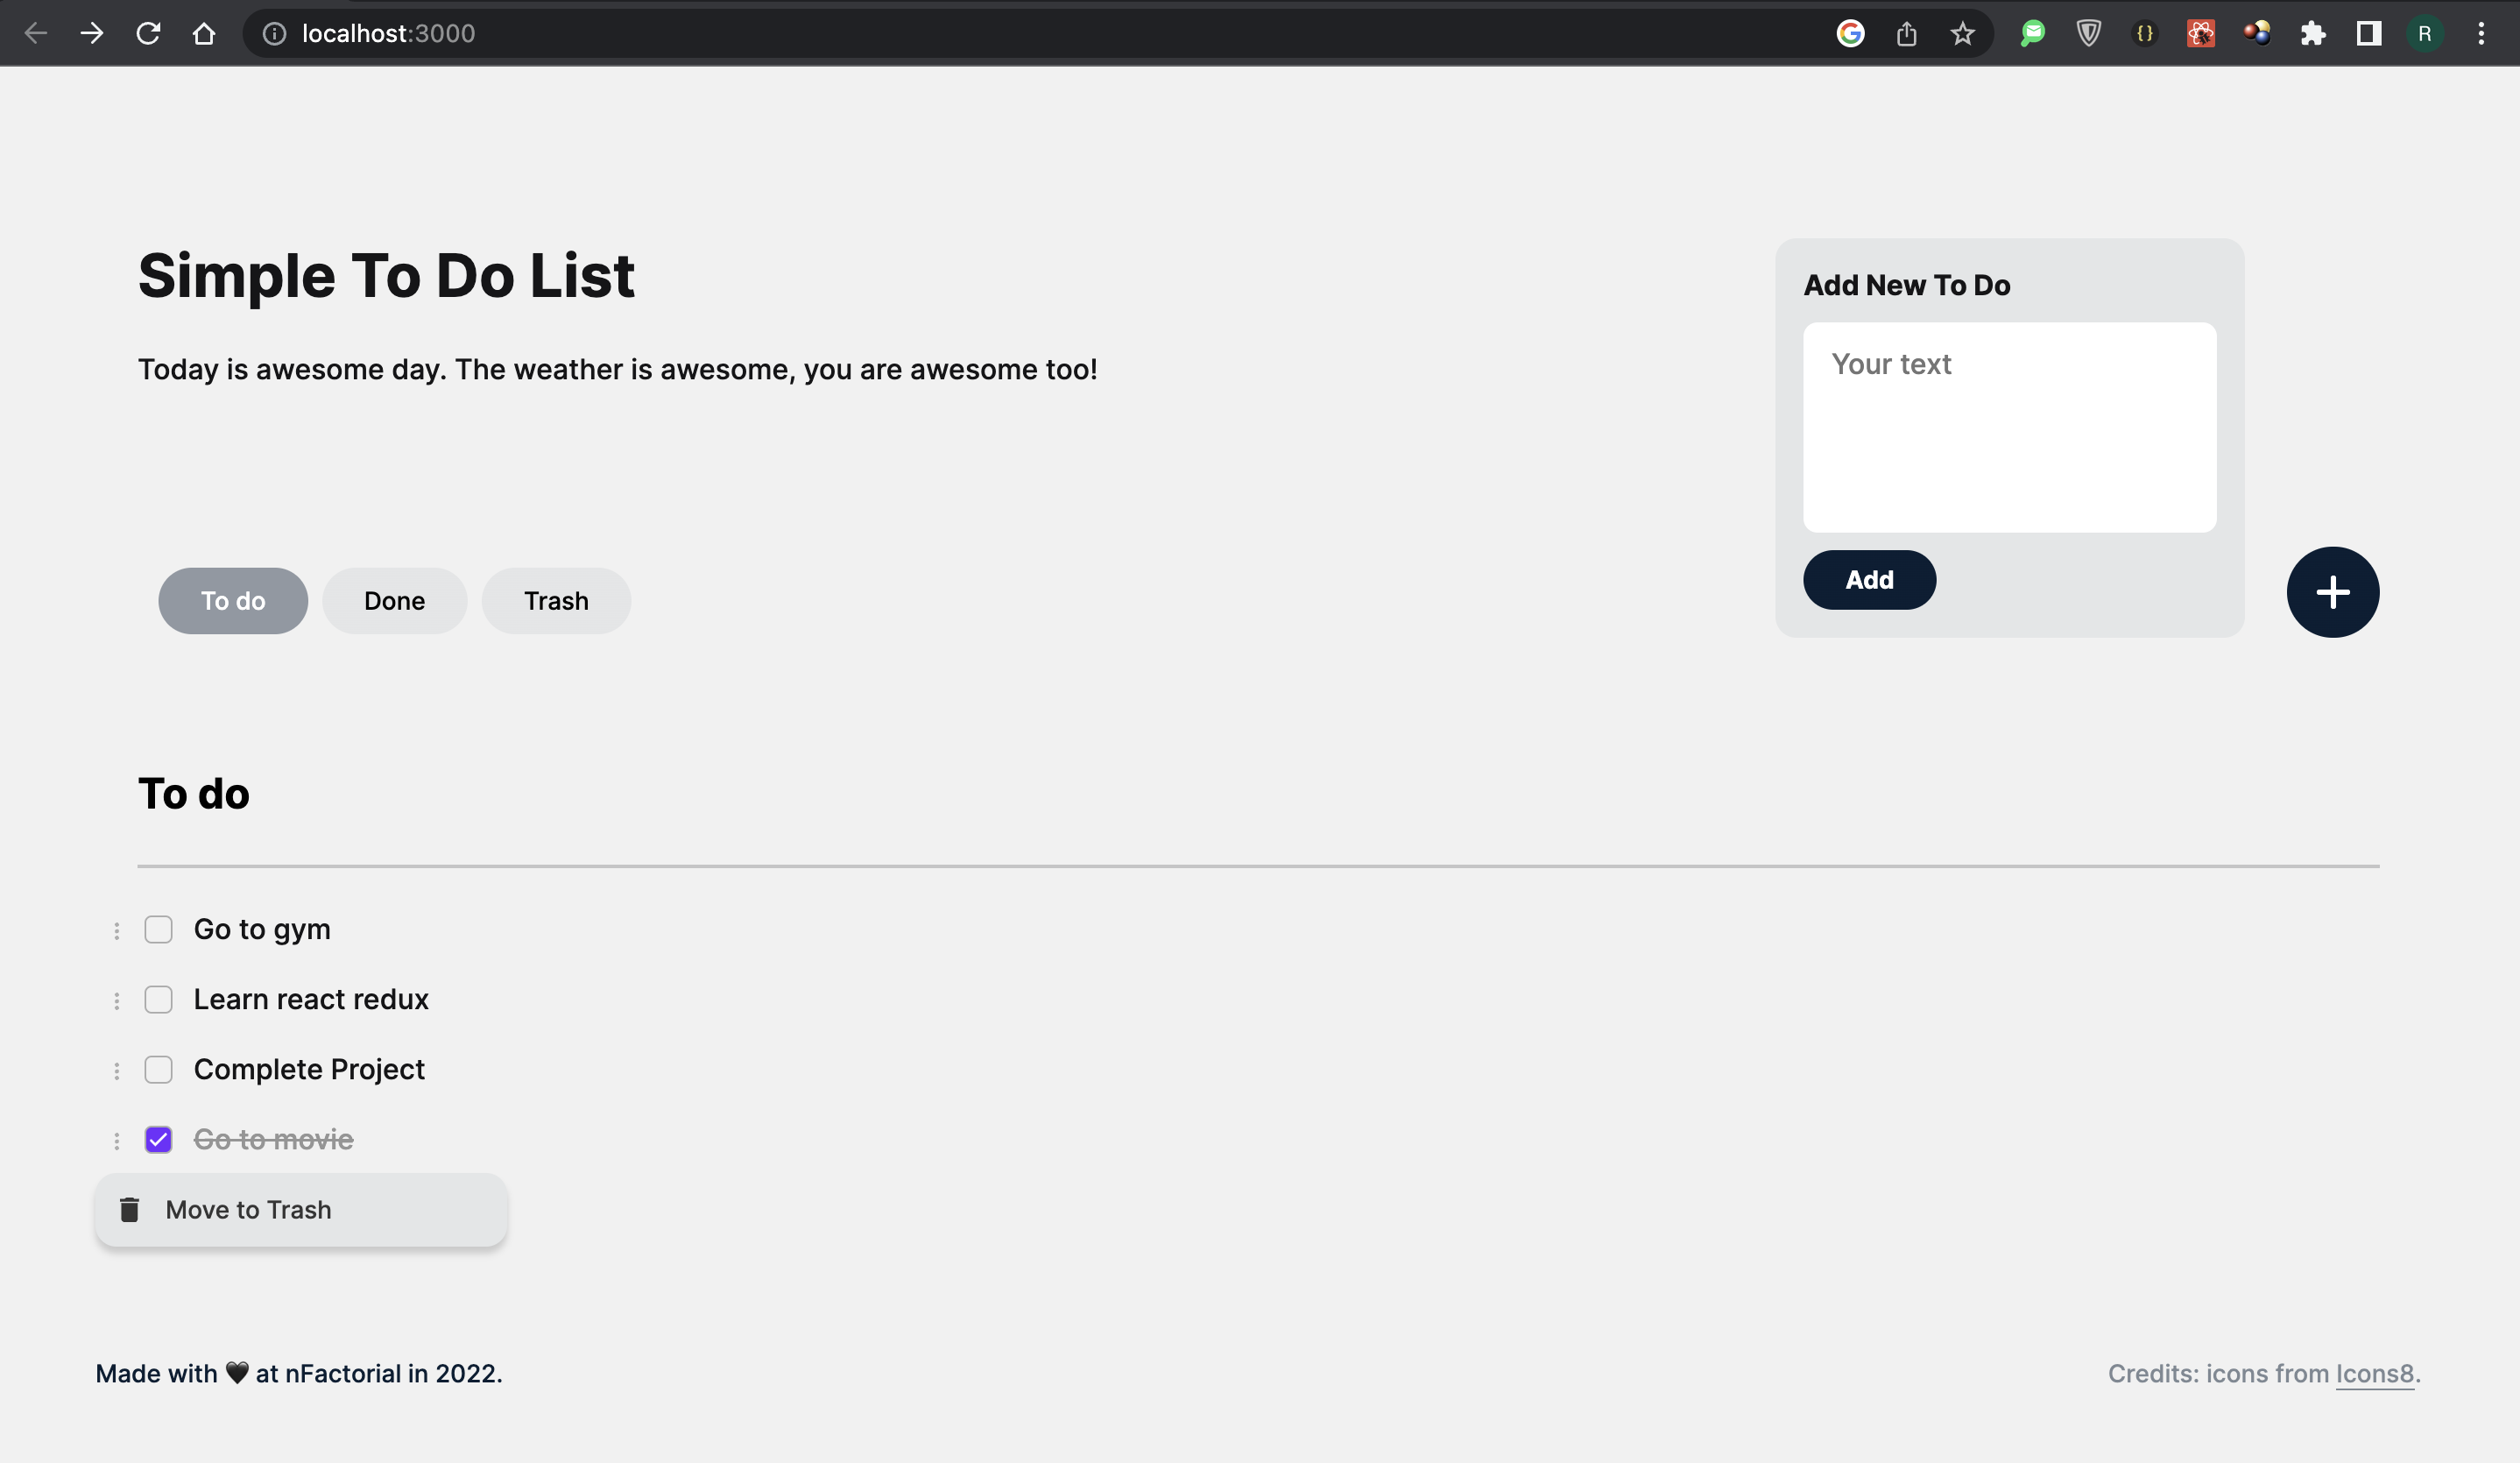 localhost:3000
R
Simple To Do List
Today is awesome day. The weather is awesome, you are awesome too!
Add New To Do
Your text
Add
To do
Done
Trash
To do
Go to gym
Learn react redux
Complete Project
Go to movie
Move to Trash
Made with 🖤 at nFactorial in 2022.
Credits: icons from Icons8.